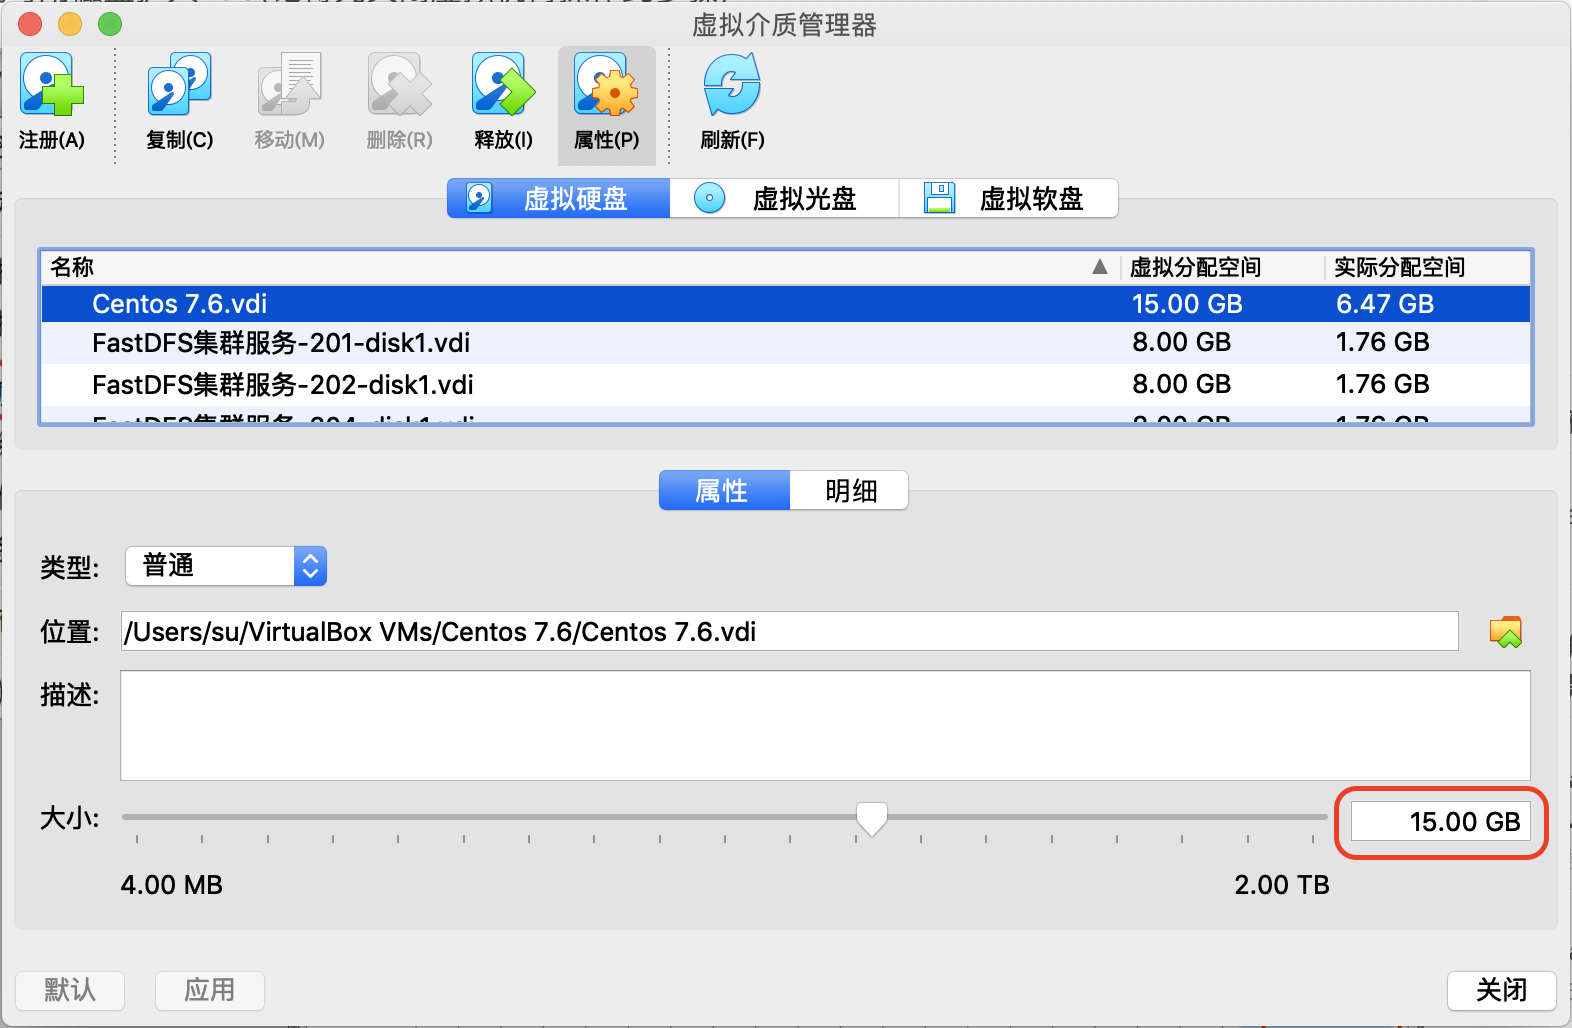 虚拟介质管理器
注册(A) 复制(C) 移动(M) 删除(R) 释放(I) 属性(P) 刷新(F)
虚拟硬盘 虚拟光盘 虚拟软盘
名称 虚拟分配空间 实际分配空间
Centos 7.6.vdi 15.00 GB 6.47 GB
FastDFS集群服务-201-disk1.vdi 8.00 GB 1.76 GB
FastDFS集群服务-202-disk1.vdi 8.00 GB 1.76 GB
属性 明细
类型: 普通
位置: /Users/su/VirtualBox VMs/Centos 7.6/Centos 7.6.vdi
描述:
大小: 15.00 GB
4.00 MB 2.00 TB
默认 应用 关闭